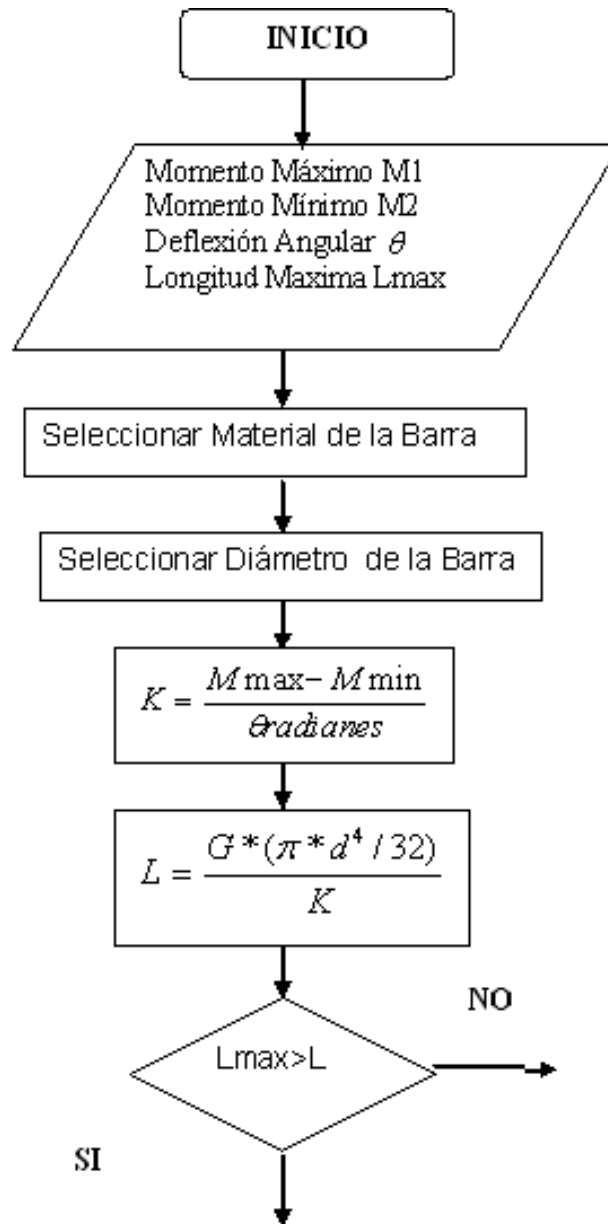 INICIO
Momento Máximo M1
Momento Mínimo M2
Deflexión Angular θ
Longitud Maxima Lmax
Seleccionar Material de la Barra
Seleccionar Diámetro de la Barra
K = (M max − M min) / θradianes
L = G * (π * d⁴ / 32) / K
NO
Lmax>L
SI